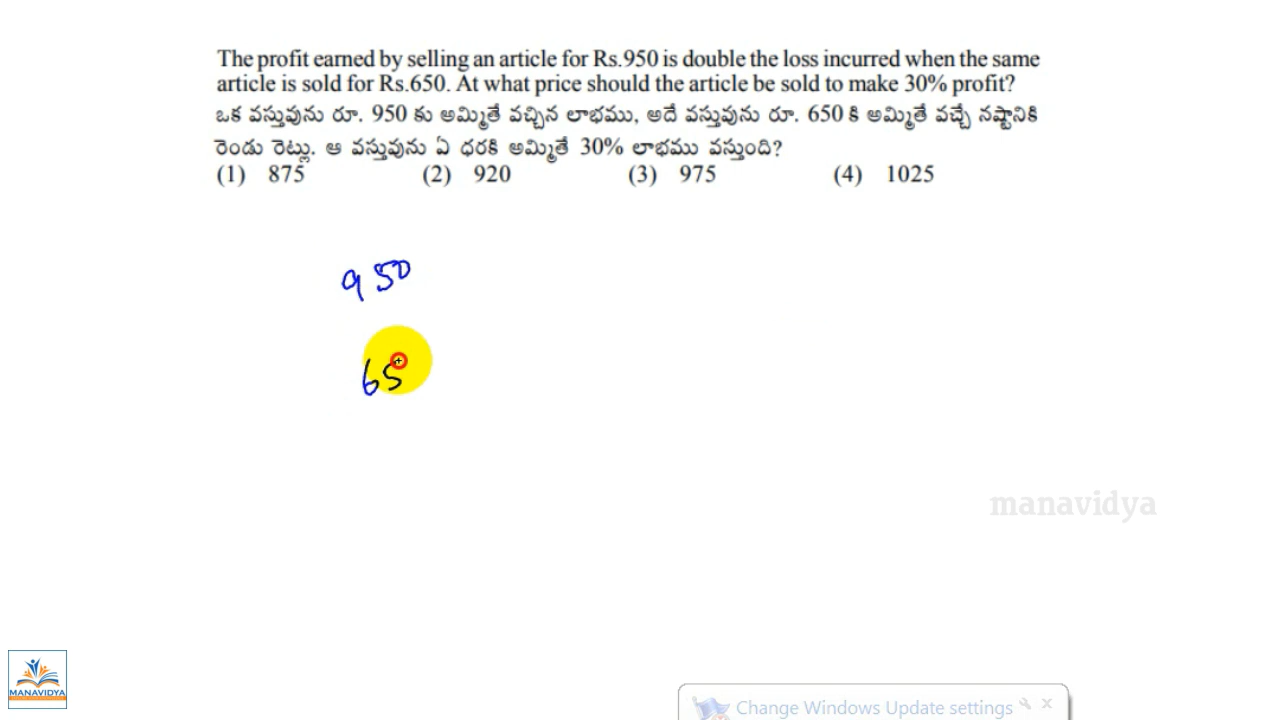 The profit earned by selling an article for Rs.950 is double the loss incurred when the same
article is sold for Rs.650. At what price should the article be sold to make 30% profit?
ఒక వస్తువును రూ. 950 కు అమ్మితే వచ్చిన లాభము, అదే వస్తువును రూ. 650 కి అమ్మితే వచ్చే నష్టానికి
రెండు రెట్లు. ఆ వస్తువును ఏ ధరకి అమ్మితే 30% లాభము వస్తుంది?
(1) 875 (2) 920 (3) 975 (4) 1025
950
65
manavidya
MANAVIDYA
Change Windows Update settings